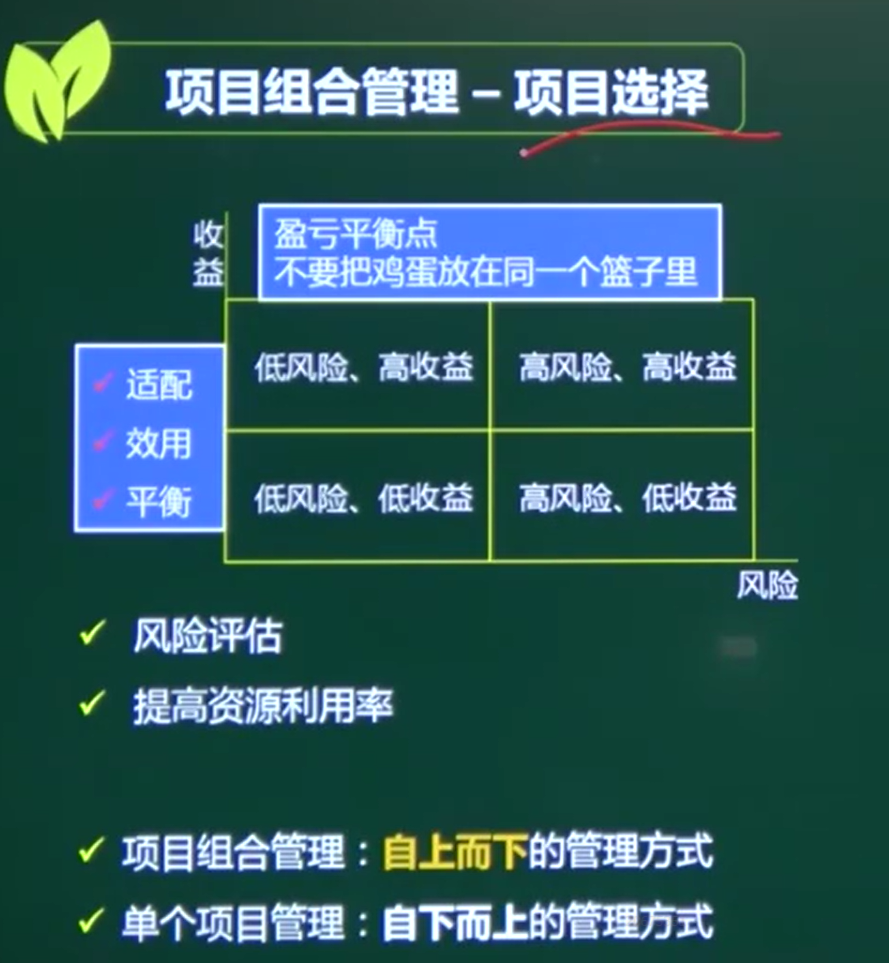 项目组合管理 – 项目选择
收
益
盈亏平衡点
不要把鸡蛋放在同一个篮子里
低风险、高收益
高风险、高收益
✓ 适配
✓ 效用
✓ 平衡
低风险、低收益
高风险、低收益
风险
✓ 风险评估
✓ 提高资源利用率
✓ 项目组合管理：自上而下的管理方式
✓ 单个项目管理：自下而上的管理方式